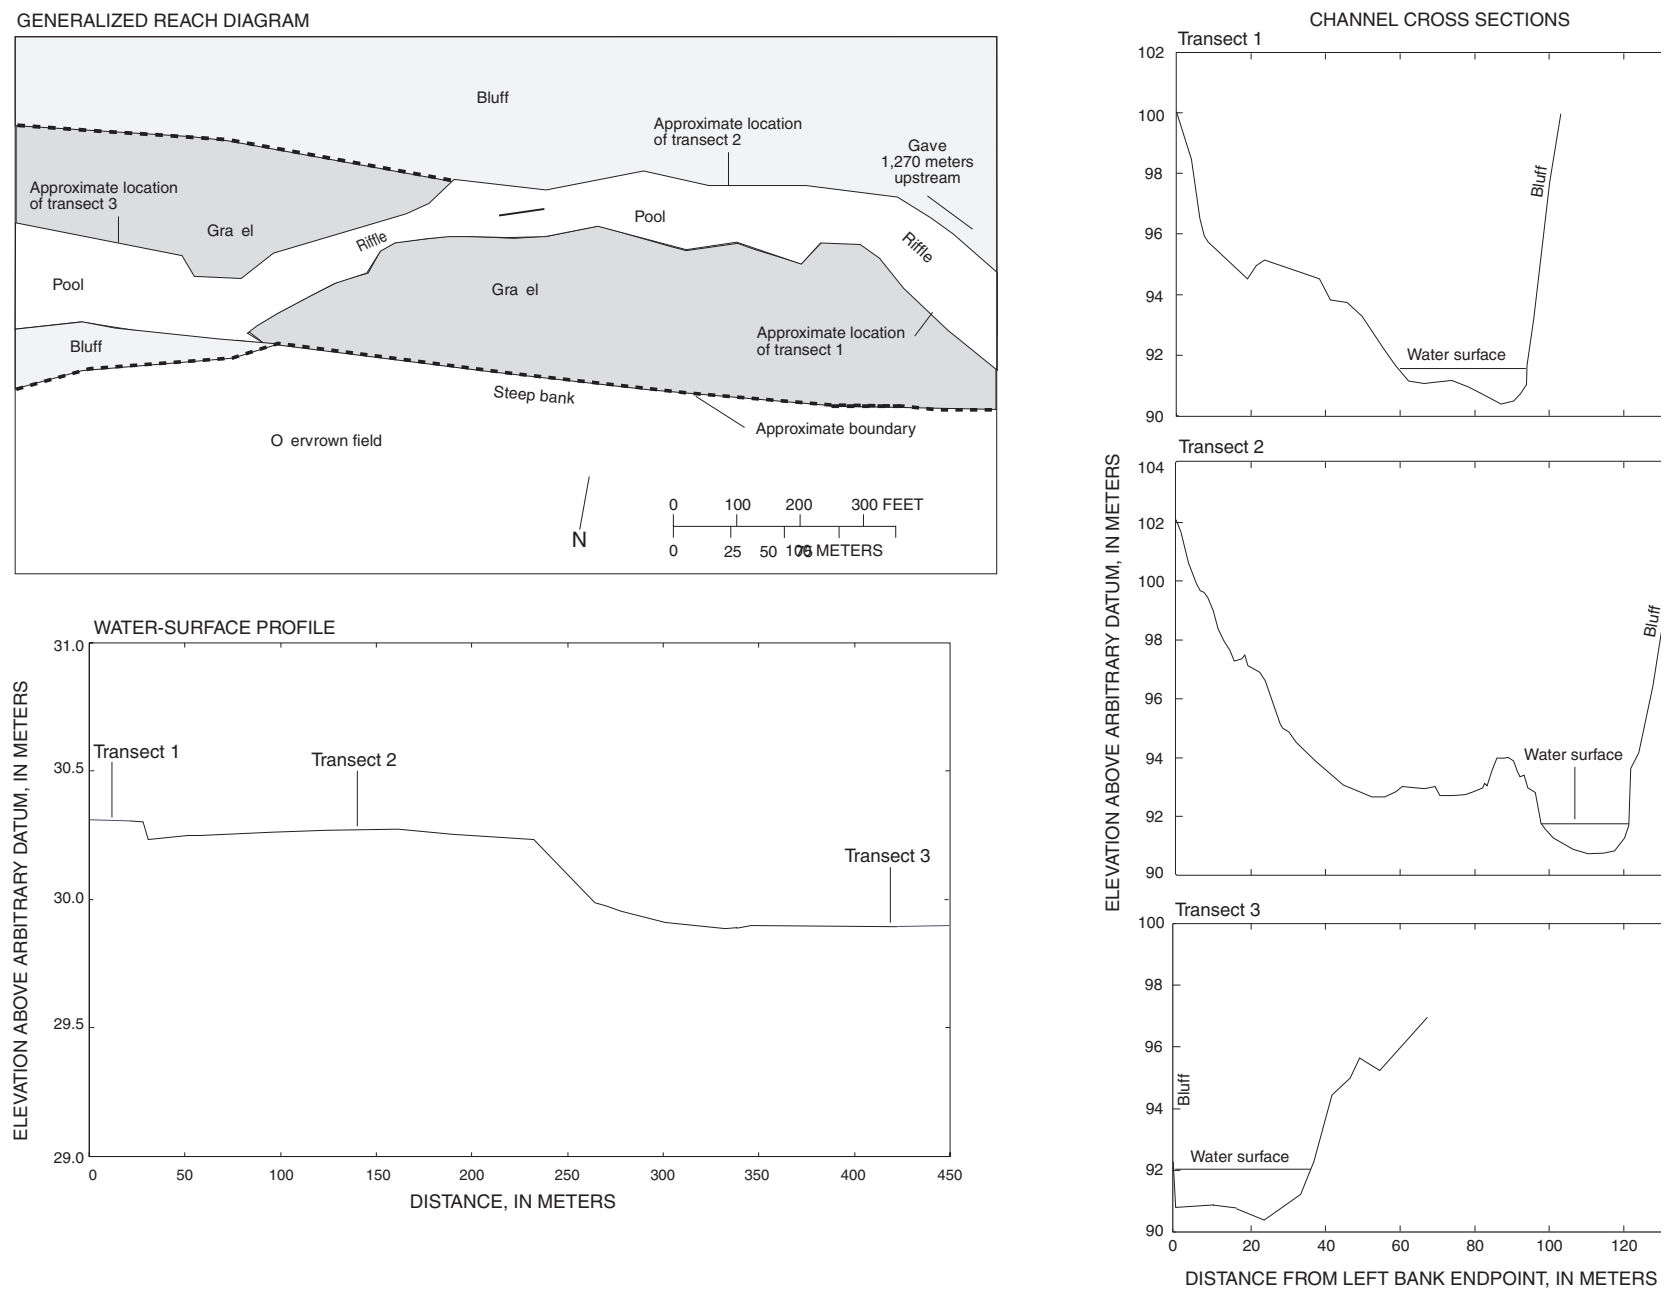 GENERALIZED REACH DIAGRAM
Bluff
Approximate location
of transect 2
Gave
1,270 meters
upstream
Approximate location
of transect 3
Gra el
Riffle
Pool
Riffle
Pool
Gra el
Bluff
Approximate location
of transect 1
Steep bank
Approximate boundary
O ervrown field
N
0 100 200 300 FEET
0 25 50 75 100 METERS
WATER-SURFACE PROFILE
ELEVATION ABOVE ARBITRARY DATUM, IN METERS
31.0
30.5
30.0
29.5
29.0
Transect 1
Transect 2
Transect 3
0 50 100 150 200 250 300 350 400 450
DISTANCE, IN METERS
CHANNEL CROSS SECTIONS
ELEVATION ABOVE ARBITRARY DATUM, IN METERS
Transect 1
102
100
98
96
94
92
90
Bluff
Water surface
Transect 2
104
102
100
98
96
94
92
90
Bluff
Water surface
Transect 3
100
98
96
94
92
90
Bluff
Water surface
0 20 40 60 80 100 120
DISTANCE FROM LEFT BANK ENDPOINT, IN METERS